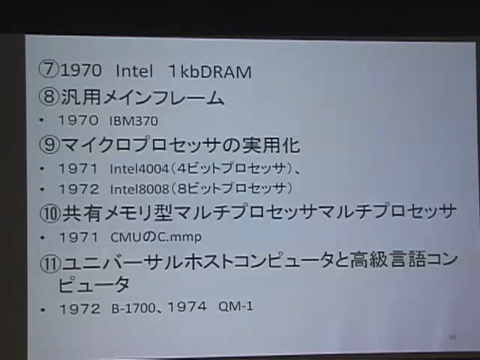 ⑦1970 Intel １kbDRAM
⑧汎用メインフレーム
• １９７０ IBM370
⑨マイクロプロセッサの実用化
• １９７１ Intel4004（４ビットプロセッサ）、
• １９７２ Intel8008（８ビットプロセッサ）
⑩共有メモリ型マルチプロセッサマルチプロセッサ
• １９７１ CMUのC.mmp
⑪ユニバーサルホストコンピュータと高級言語コン
ピュータ
• １９７２ B-1700、１９７４ QM-1